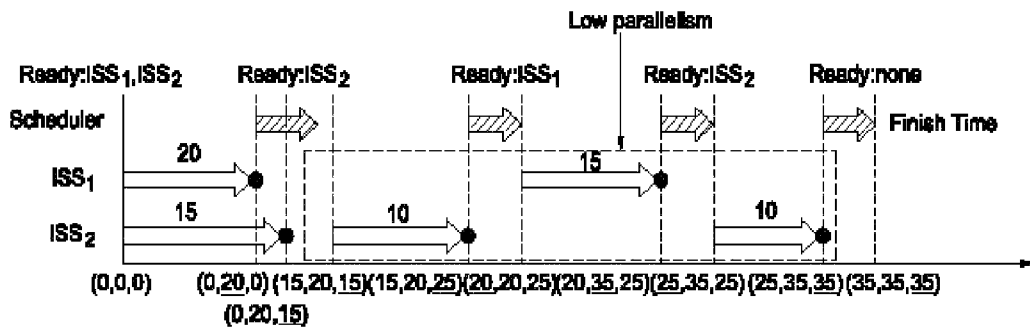 Low parallelism
Ready:ISS1,ISS2 Ready:ISS2 Ready:ISS1 Ready:ISS2 Ready:none
Scheduler Finish Time
20 15
ISS1
15 10 10
ISS2
(0,0,0) (0,20,0) (15,20,15) (15,20,25) (20,20,25) (20,35,25) (25,35,25) (25,35,35) (35,35,35)
(0,20,15)